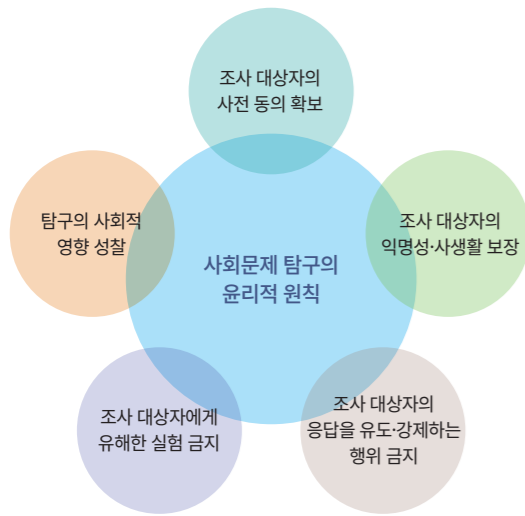 조사 대상자의
사전 동의 확보
탐구의 사회적
영향 성찰
조사 대상자의
익명성·사생활 보장
사회문제 탐구의
윤리적 원칙
조사 대상자에게
유해한 실험 금지
조사 대상자의
응답을 유도·강제하는
행위 금지